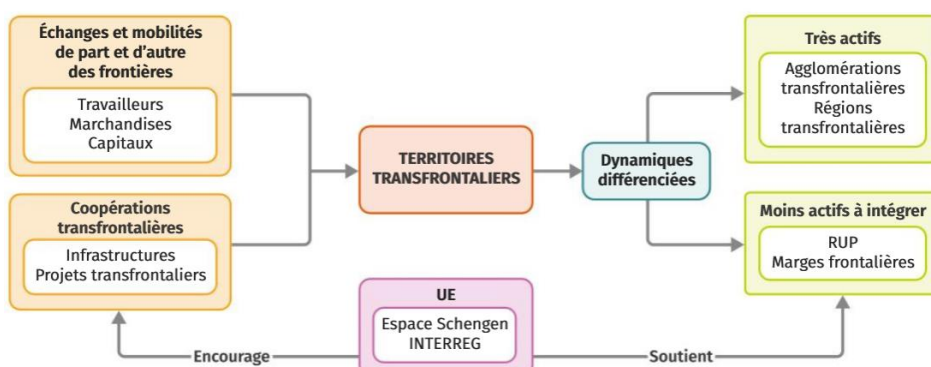 Échanges et mobilités
de part et d'autre
des frontières
Travailleurs
Marchandises
Capitaux
Coopérations
transfrontalières
Infrastructures
Projets transfrontaliers
TERRITOIRES
TRANSFRONTALIERS
Dynamiques
différenciées
Très actifs
Agglomérations
transfrontalières
Régions
transfrontalières
Moins actifs à intégrer
RUP
Marges frontalières
UE
Espace Schengen
INTERREG
Encourage
Soutient